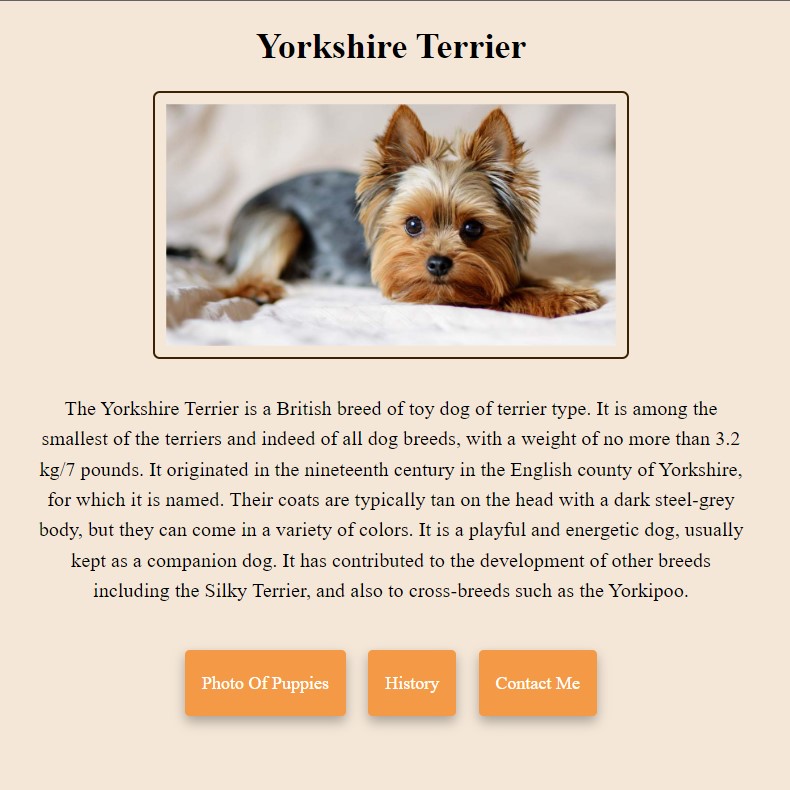 Yorkshire Terrier
The Yorkshire Terrier is a British breed of toy dog of terrier type. It is among the
smallest of the terriers and indeed of all dog breeds, with a weight of no more than 3.2
kg/7 pounds. It originated in the nineteenth century in the English county of Yorkshire,
for which it is named. Their coats are typically tan on the head with a dark steel-grey
body, but they can come in a variety of colors. It is a playful and energetic dog, usually
kept as a companion dog. It has contributed to the development of other breeds
including the Silky Terrier, and also to cross-breeds such as the Yorkipoo.
Photo Of Puppies
History
Contact Me